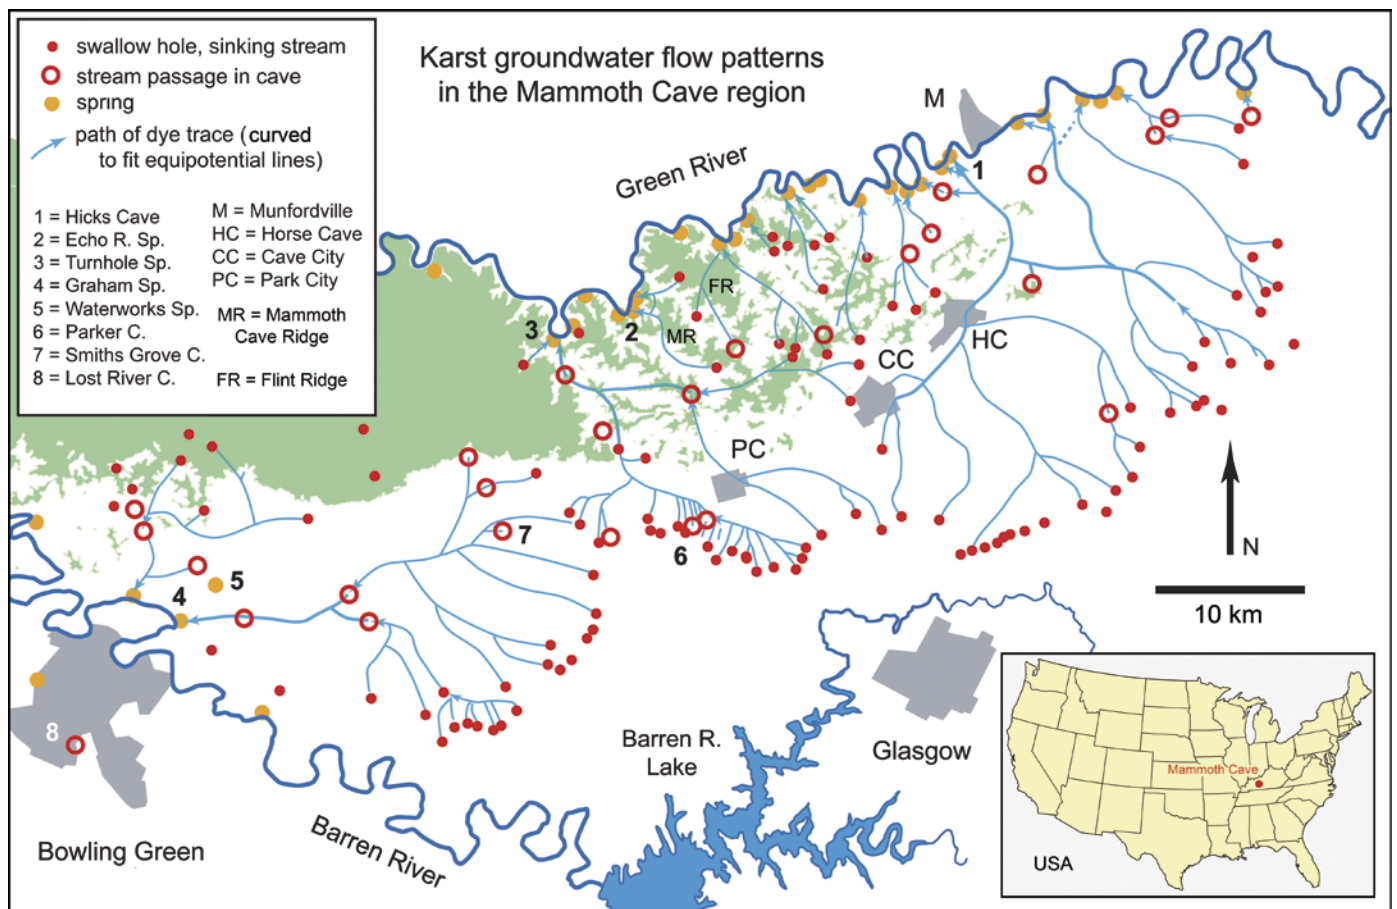 Karst groundwater flow patterns
in the Mammoth Cave region
swallow hole, sinking stream
stream passage in cave
spring
path of dye trace (curved
to fit equipotential lines)
1 = Hicks Cave
2 = Echo R. Sp.
3 = Turnhole Sp.
4 = Graham Sp.
5 = Waterworks Sp.
6 = Parker C.
7 = Smiths Grove C.
8 = Lost River C.
M = Munfordville
HC = Horse Cave
CC = Cave City
PC = Park City
MR = Mammoth
Cave Ridge
FR = Flint Ridge
M
Green River
1
FR
3
2
MR
HC
CC
PC
7
6
5
4
N
10 km
8
Barren R.
Lake
Glasgow
Bowling Green
Barren River
Mammoth Cave
USA